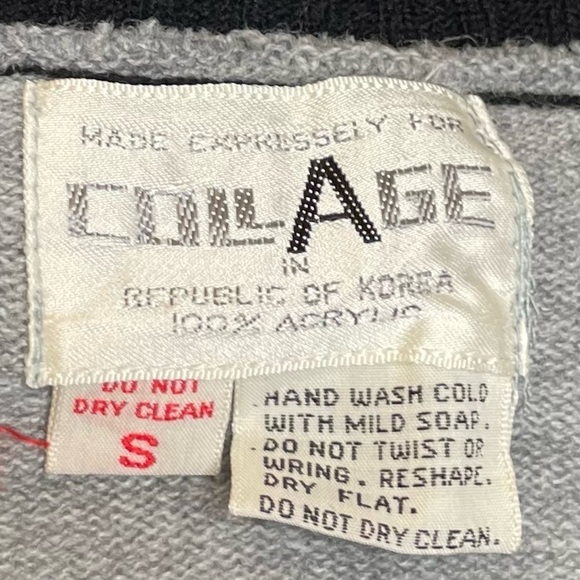 MADE EXPRESSELY FOR
COLLAGE
IN
REPUBLIC OF KOREA
100% ACRYLIC
DO NOT
DRY CLEAN
S
HAND WASH COLD
WITH MILD SOAP.
DO NOT TWIST OR
WRING. RESHAPE.
DRY FLAT.
DO NOT DRY CLEAN.